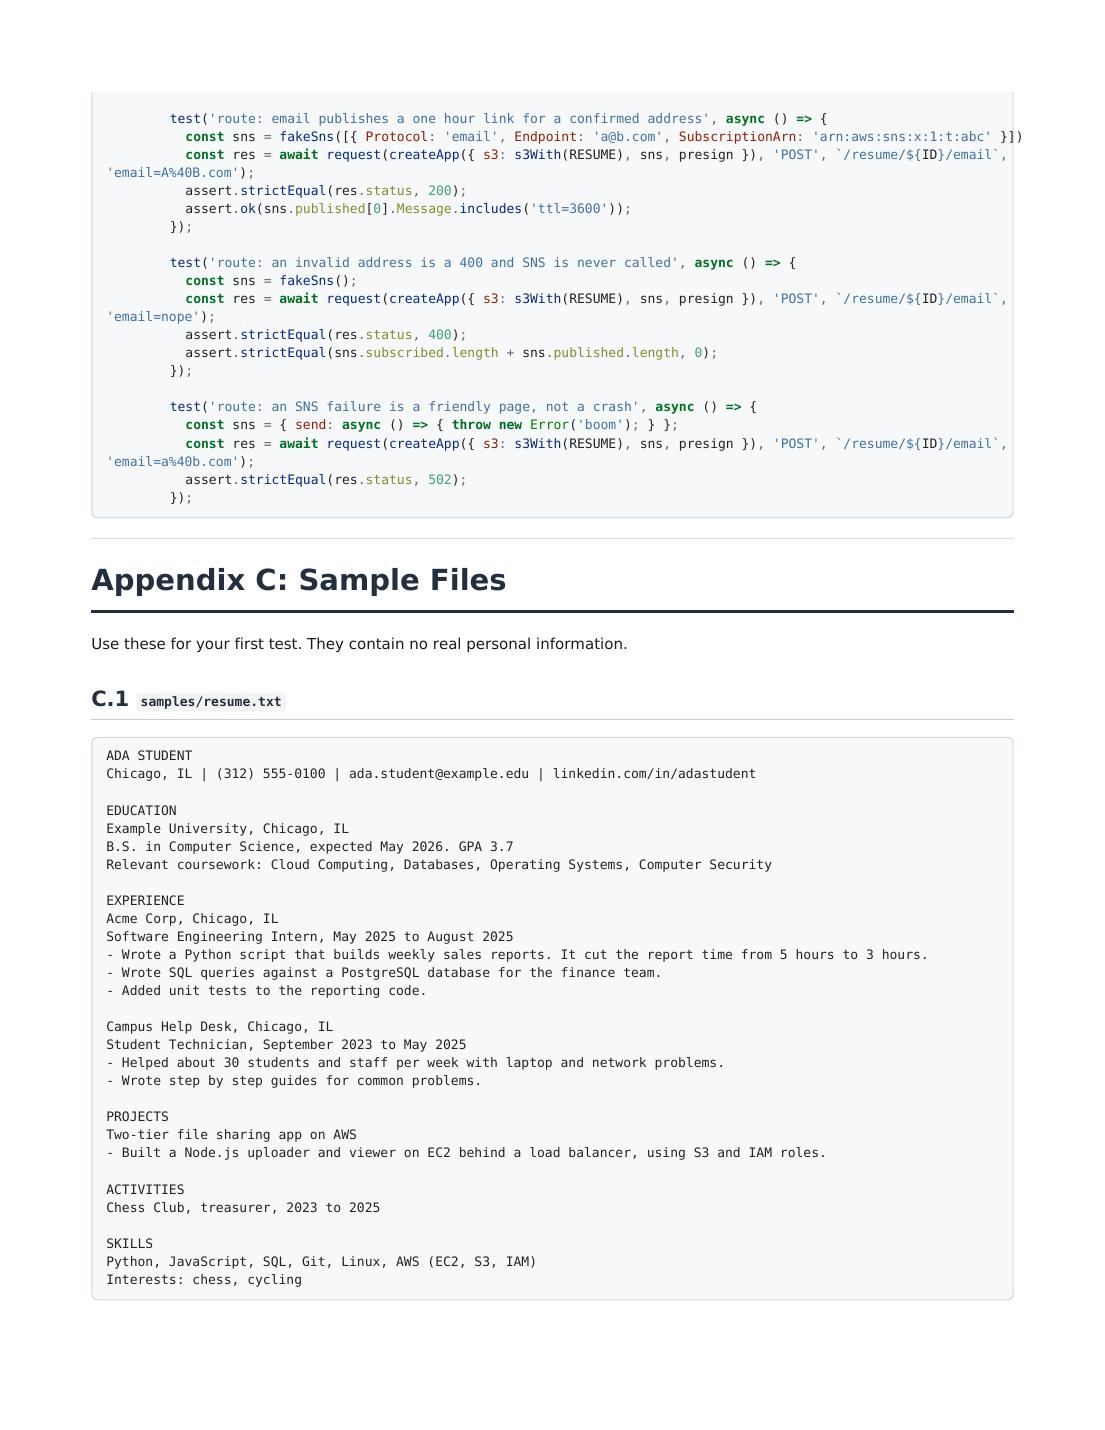 test('route: email publishes a one hour link for a confirmed address', async () => {
const sns = fakeSns([{ Protocol: 'email', Endpoint: 'a@b.com', SubscriptionArn: 'arn:aws:sns:x:1:t:abc' }])
const res = await request(createApp({ s3: s3With(RESUME), sns, presign }), 'POST', `/resume/${ID}/email`,
'email=A%40B.com');
assert.strictEqual(res.status, 200);
assert.ok(sns.published[0].Message.includes('ttl=3600'));
});
test('route: an invalid address is a 400 and SNS is never called', async () => {
const sns = fakeSns();
const res = await request(createApp({ s3: s3With(RESUME), sns, presign }), 'POST', `/resume/${ID}/email`,
'email=nope');
assert.strictEqual(res.status, 400);
assert.strictEqual(sns.subscribed.length + sns.published.length, 0);
});
test('route: an SNS failure is a friendly page, not a crash', async () => {
const sns = { send: async () => { throw new Error('boom'); } };
const res = await request(createApp({ s3: s3With(RESUME), sns, presign }), 'POST', `/resume/${ID}/email`,
'email=a%40b.com');
assert.strictEqual(res.status, 502);
});
Appendix C: Sample Files
Use these for your first test. They contain no real personal information.
C.1 samples/resume.txt
ADA STUDENT
Chicago, IL | (312) 555-0100 | ada.student@example.edu | linkedin.com/in/adastudent
EDUCATION
Example University, Chicago, IL
B.S. in Computer Science, expected May 2026. GPA 3.7
Relevant coursework: Cloud Computing, Databases, Operating Systems, Computer Security
EXPERIENCE
Acme Corp, Chicago, IL
Software Engineering Intern, May 2025 to August 2025
- Wrote a Python script that builds weekly sales reports. It cut the report time from 5 hours to 3 hours.
- Wrote SQL queries against a PostgreSQL database for the finance team.
- Added unit tests to the reporting code.
Campus Help Desk, Chicago, IL
Student Technician, September 2023 to May 2025
- Helped about 30 students and staff per week with laptop and network problems.
- Wrote step by step guides for common problems.
PROJECTS
Two-tier file sharing app on AWS
- Built a Node.js uploader and viewer on EC2 behind a load balancer, using S3 and IAM roles.
ACTIVITIES
Chess Club, treasurer, 2023 to 2025
SKILLS
Python, JavaScript, SQL, Git, Linux, AWS (EC2, S3, IAM)
Interests: chess, cycling